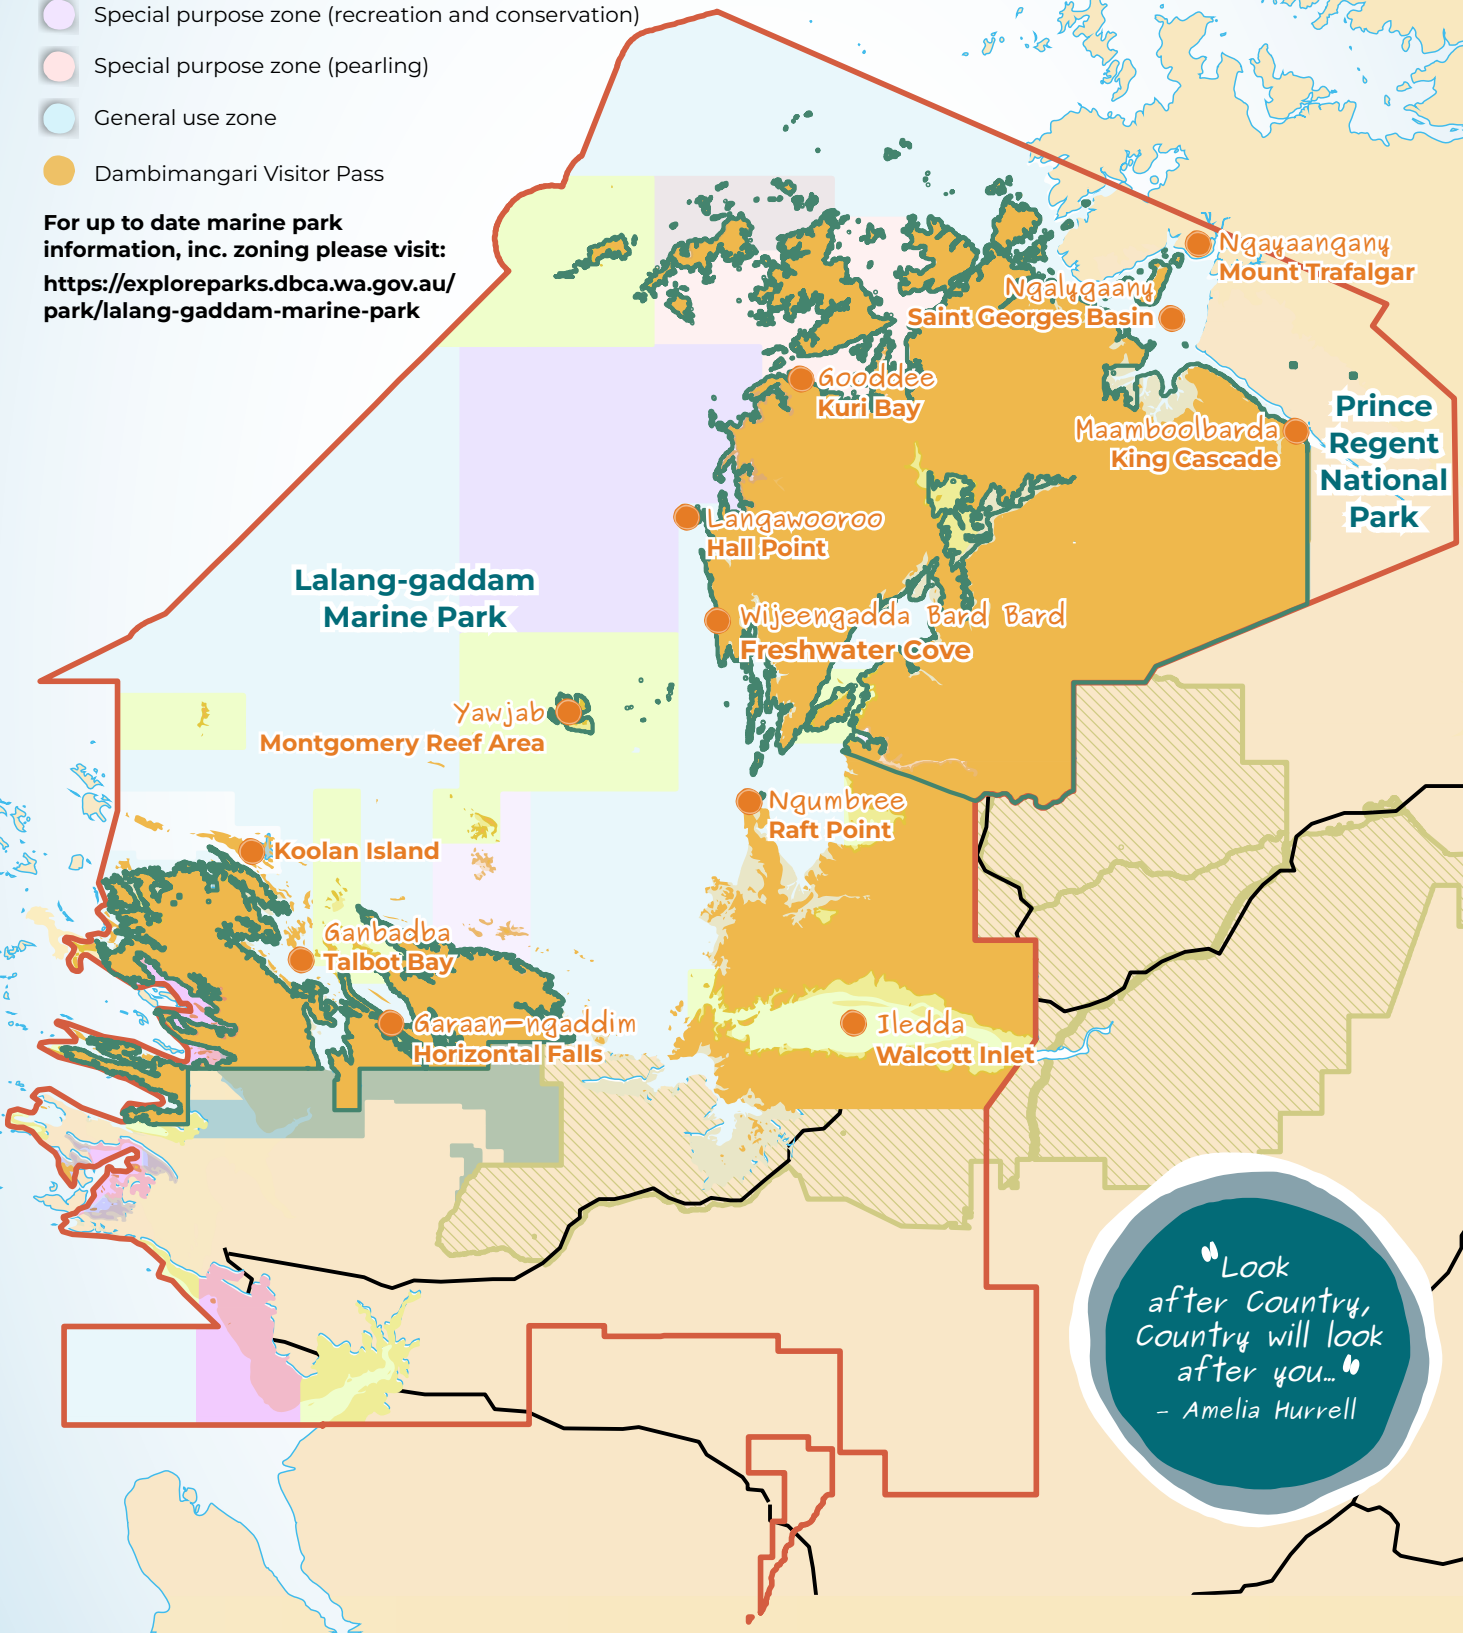 Special purpose zone (recreation and conservation)
Special purpose zone (pearling)
General use zone
Dambimangari Visitor Pass
For up to date marine park
information, inc. zoning please visit:
https://exploreparks.dbca.wa.gov.au/
park/lalang-gaddam-marine-park
Ngayaangany
Mount Trafalgar
Ngalygaany
Saint Georges Basin
Gooddee
Kuri Bay
Prince
Regent
National
Park
Maamboolbarda
King Cascade
Langawooroo
Hall Point
Lalang-gaddam
Marine Park
Wijeengadda Bard Bard
Freshwater Cove
Yawjab
Montgomery Reef Area
Ngumbree
Raft Point
Koolan Island
Ganbadba
Talbot Bay
Garaan-ngaddim
Horizontal Falls
Iledda
Walcott Inlet
"Look
after Country,
Country will look
after you..."
- Amelia Hurrell